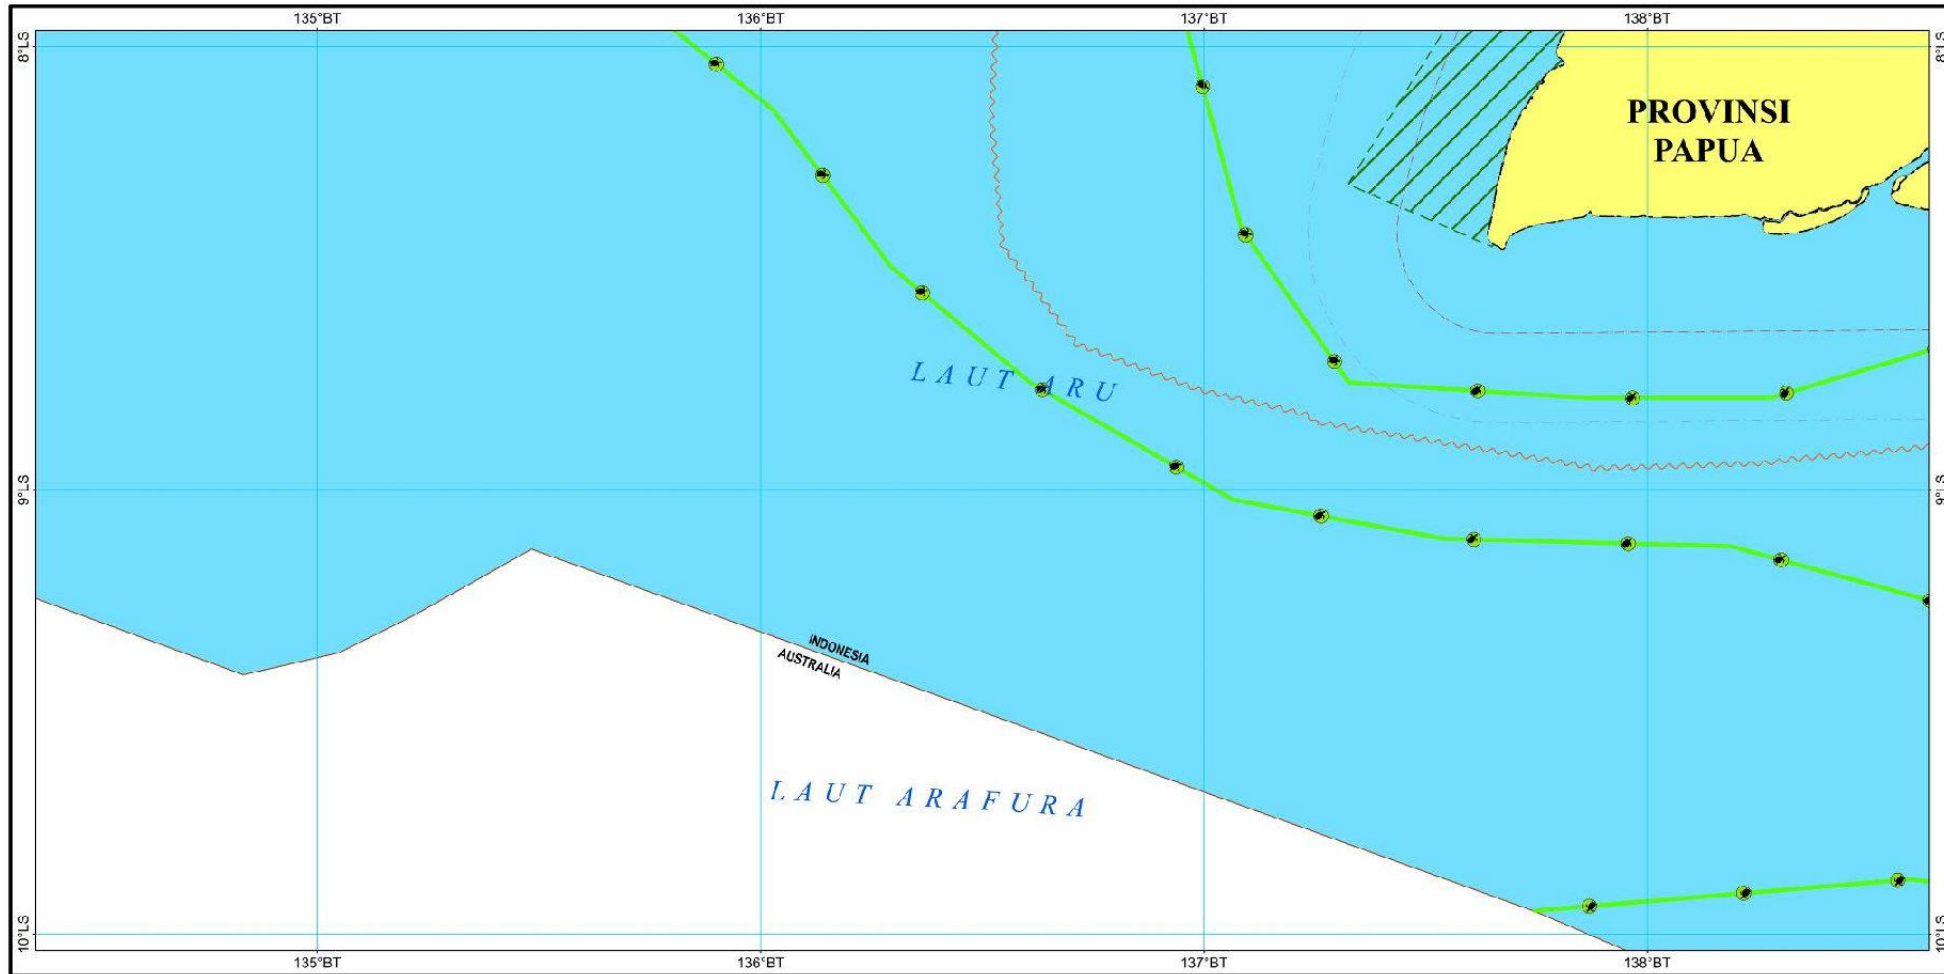 135°BT
136°BT
137°BT
138°BT
8°LS
8°LS
PROVINSI
PAPUA
LAUT ARU
9°LS
9°LS
INDONESIA
AUSTRALIA
LAUT ARAFURA
10°LS
10°LS
135°BT
136°BT
137°BT
138°BT